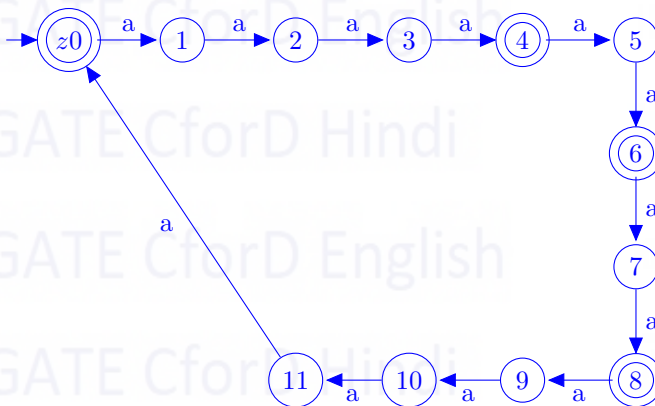 GATE CforD English
a a a a a
z0 1 2 3 4 5
a
GATE CforD Hindi
6
a
a
GATE CforD English
7
a
GATE CforD Hindi
11 10 9 8
a a a